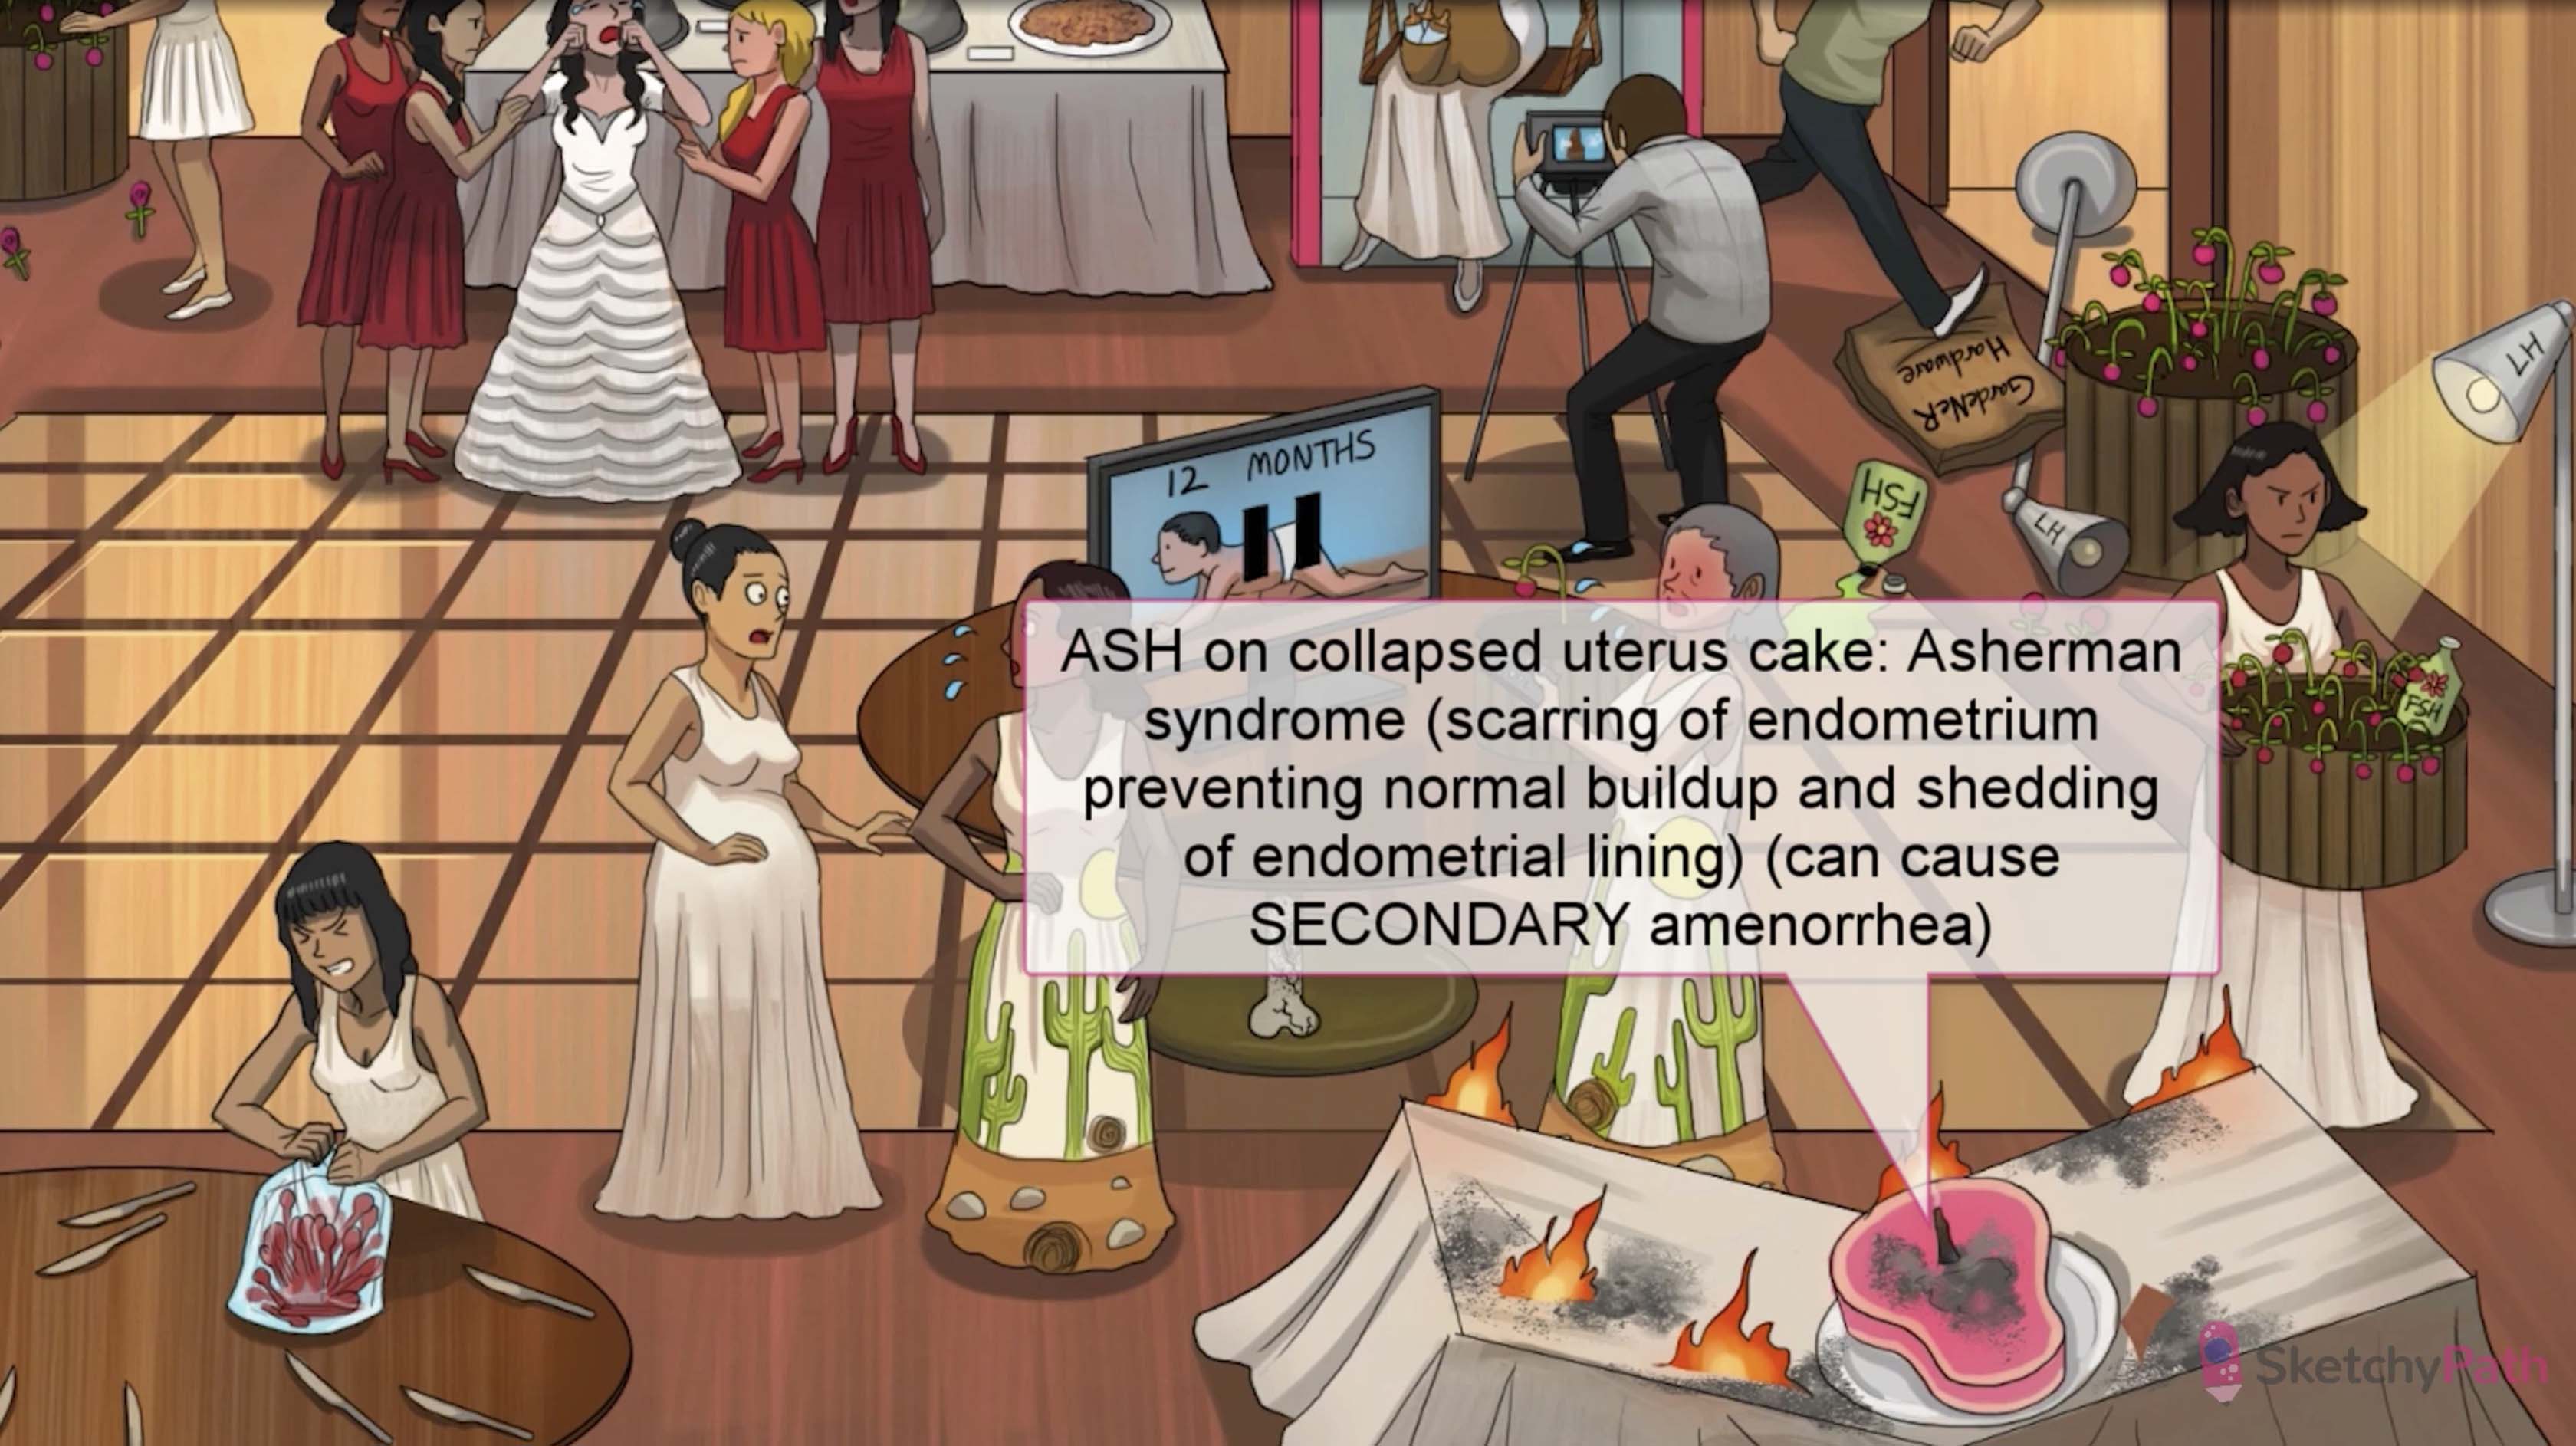 12 MONTHS
GardeNeR
Hardware
LH
FSH
LH
ASH on collapsed uterus cake: Asherman
syndrome (scarring of endometrium
preventing normal buildup and shedding
of endometrial lining) (can cause
SECONDARY amenorrhea)
FSH
SketchyPath